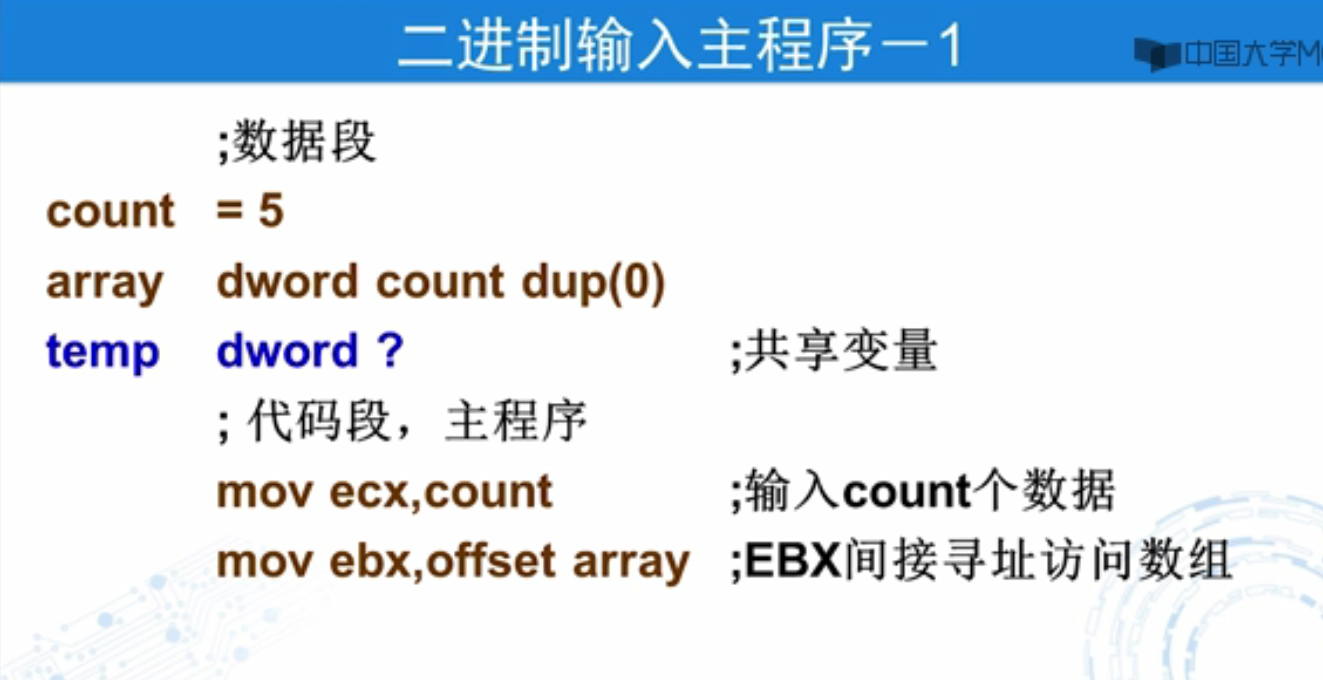 二进制输入主程序－1
中国大学M
;数据段
count = 5
array dword count dup(0)
temp dword ? ;共享变量
; 代码段，主程序
mov ecx,count ;输入count个数据
mov ebx,offset array ;EBX间接寻址访问数组